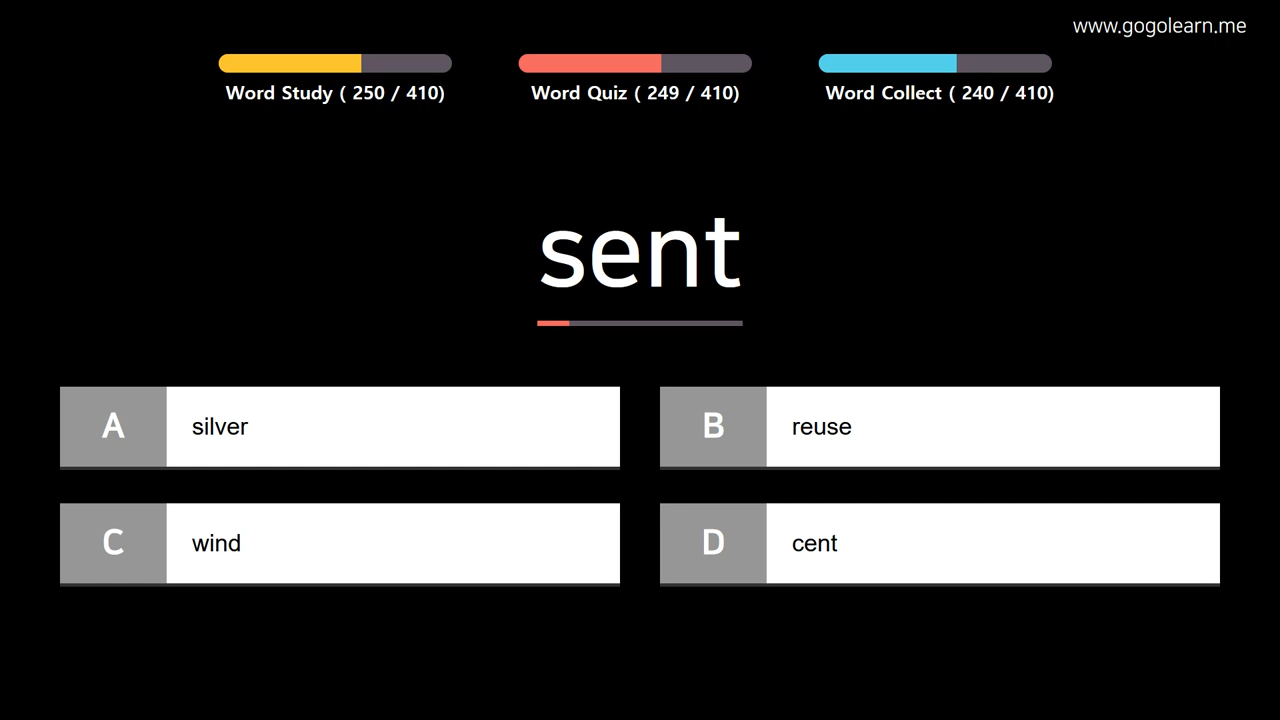 www.gogolearn.me
Word Study ( 250 / 410)
Word Quiz ( 249 / 410)
Word Collect ( 240 / 410)
sent
A
silver
B
reuse
C
wind
D
cent